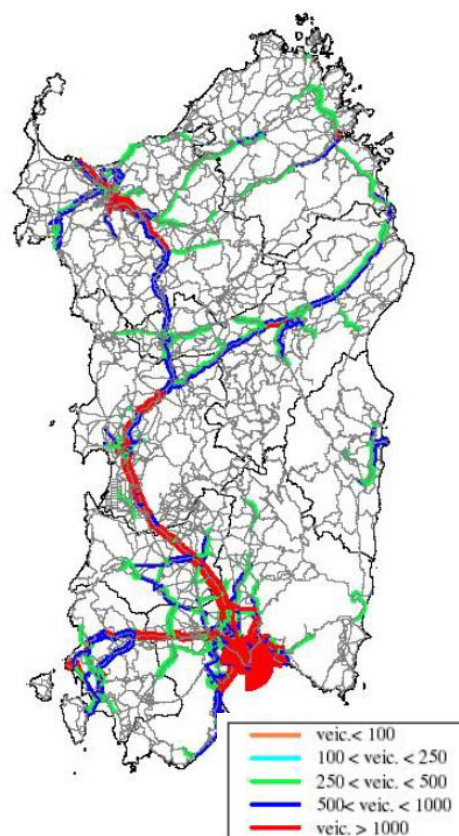 veic.< 100
100 < veic. < 250
250 < veic. < 500
500< veic. < 1000
veic. > 1000